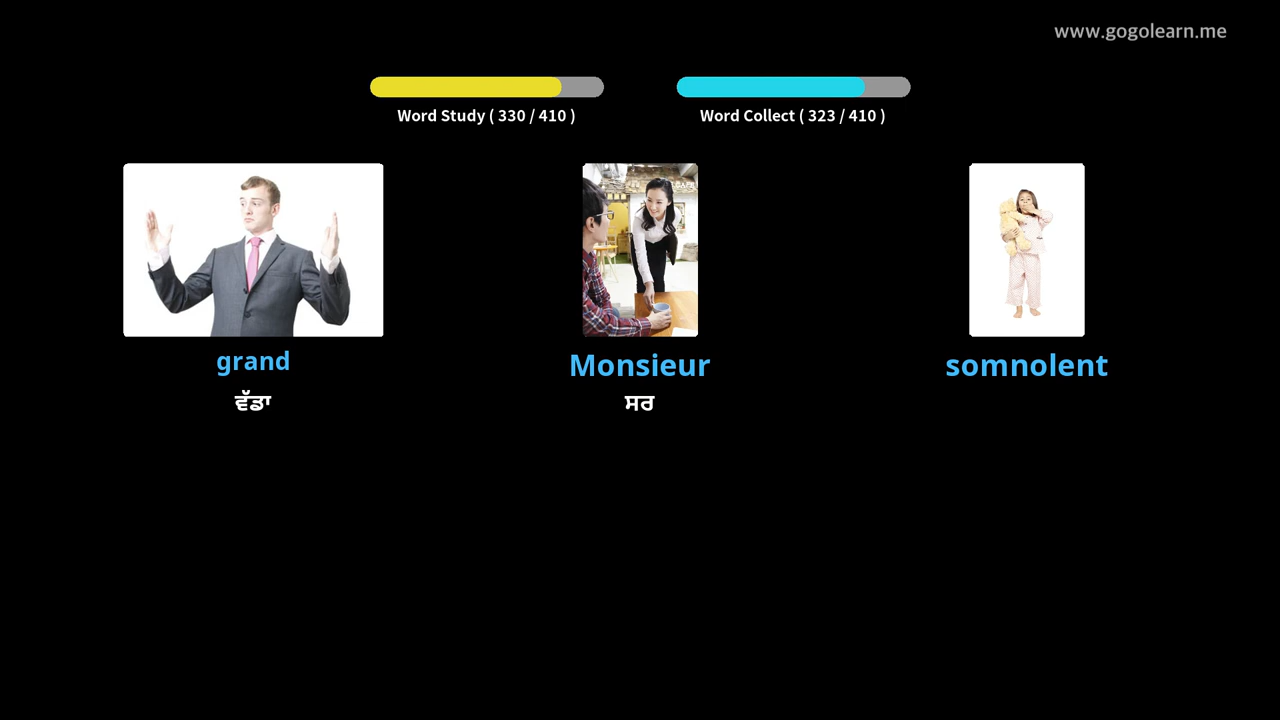 www.gogolearn.me
Word Study ( 330 / 410 )
Word Collect ( 323 / 410 )
grand
Monsieur
somnolent
ਵੱਡਾ
ਸਰ